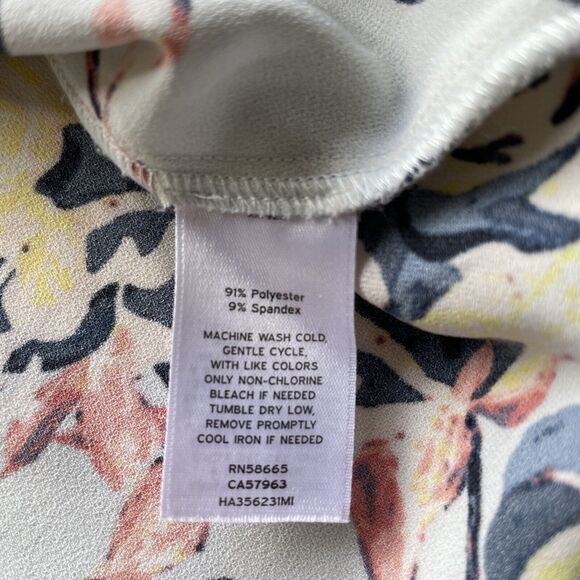 91% Polyester
9% Spandex
MACHINE WASH COLD,
GENTLE CYCLE,
WITH LIKE COLORS
ONLY NON-CHLORINE
BLEACH IF NEEDED
TUMBLE DRY LOW,
REMOVE PROMPTLY
COOL IRON IF NEEDED
RN58665
CA57963
HA356231MI